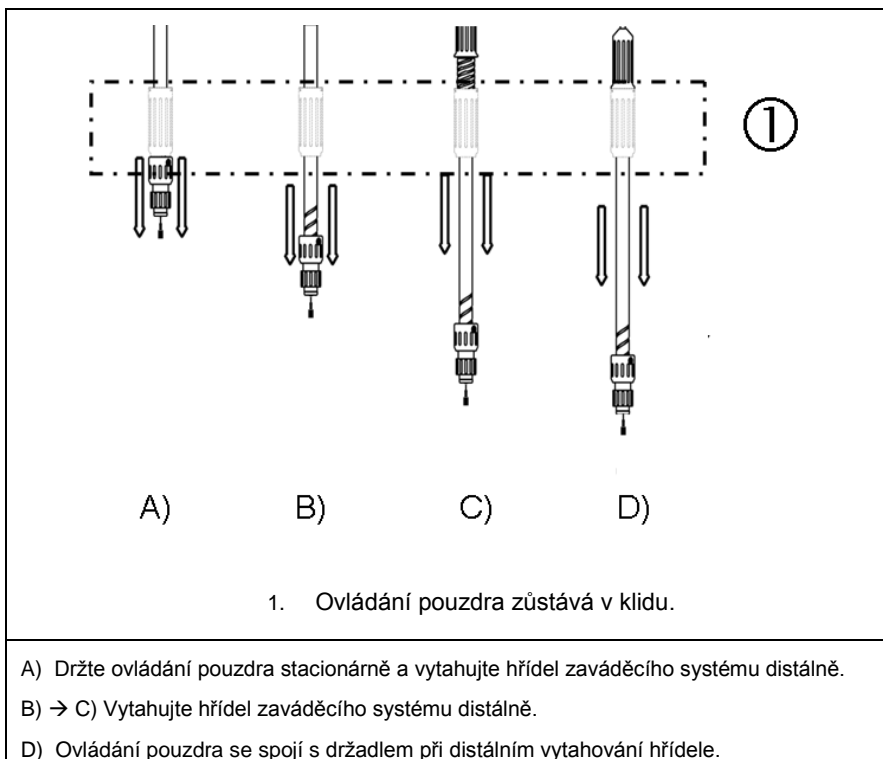 ①
A) B) C) D)
1. Ovládání pouzdra zůstává v klidu.
A) Držte ovládání pouzdra stacionárně a vytahujte hřídel zaváděcího systému distálně.
B) → C) Vytahujte hřídel zaváděcího systému distálně.
D) Ovládání pouzdra se spojí s držadlem při distálním vytahování hřídele.